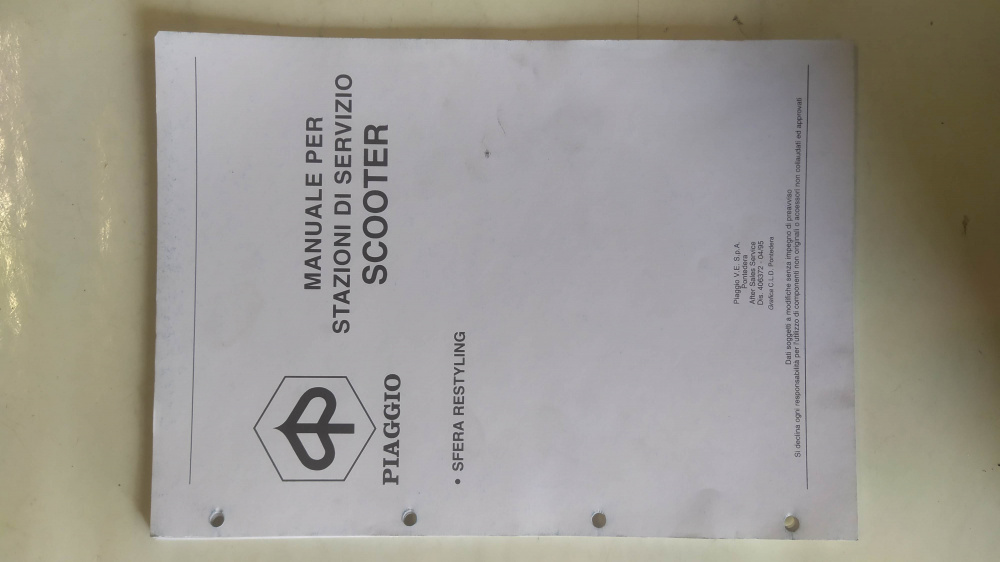 MANUALE PER
STAZIONI DI SERVIZIO
SCOOTER
PIAGGIO
• SFERA RESTYLING
Piaggio V.E. S.p.A.
Pontedera
After Sales Service
Dis. 406372 - 04/95
Grafica C.L.D. Pontedera
Dati soggetti a modifiche senza impegno di preavviso
Si declina ogni responsabilità per l'utilizzo di componenti non originali o accessori non collaudati ed approvati